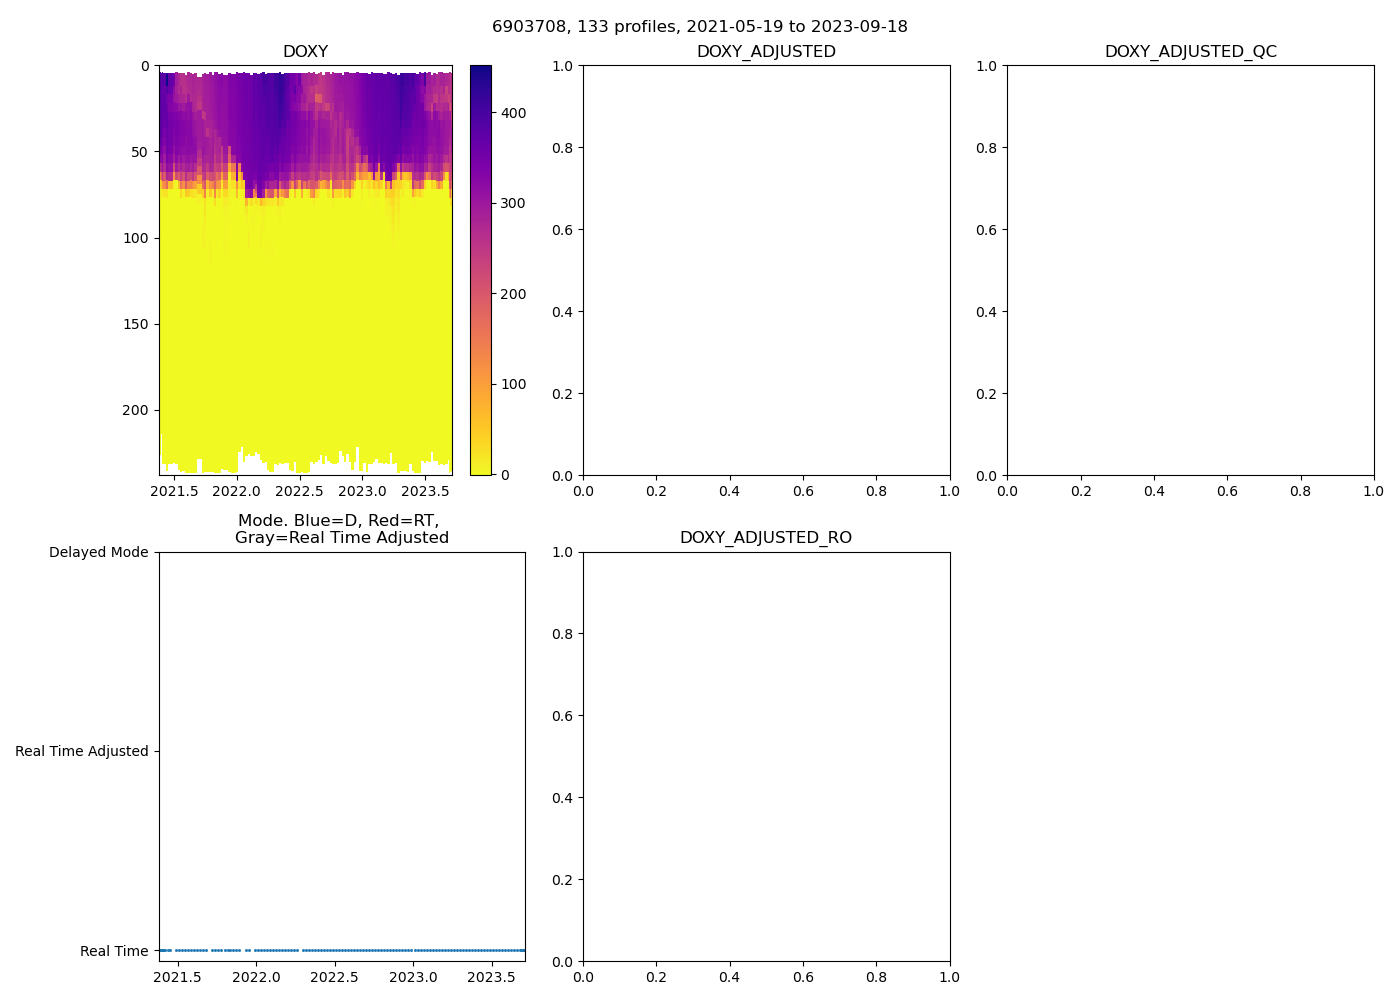 6903708, 133 profiles, 2021-05-19 to 2023-09-18
DOXY
DOXY_ADJUSTED
DOXY_ADJUSTED_QC
0
50
100
150
200
2021.5 2022.0 2022.5 2023.0 2023.5
400
300
200
100
0
1.0
0.8
0.6
0.4
0.2
0.0
0.0 0.2 0.4 0.6 0.8 1.0
1.0
0.8
0.6
0.4
0.2
0.0
0.0 0.2 0.4 0.6 0.8 1.0
Mode. Blue=D, Red=RT,
Gray=Real Time Adjusted
Delayed Mode
Real Time Adjusted
Real Time
2021.5 2022.0 2022.5 2023.0 2023.5
DOXY_ADJUSTED_RO
1.0
0.8
0.6
0.4
0.2
0.0
0.0 0.2 0.4 0.6 0.8 1.0